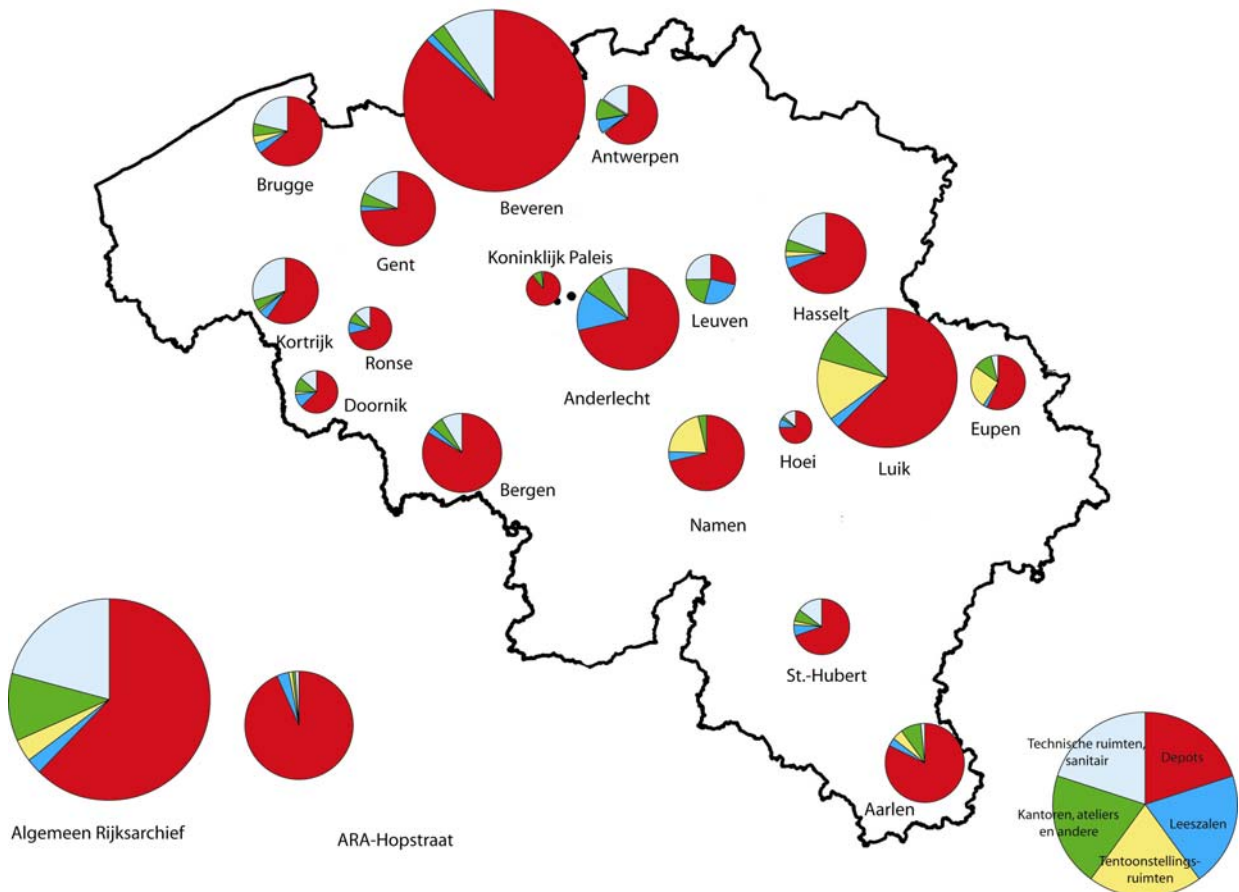 Brugge
Antwerpen
Beveren
Gent
Koninklijk Paleis
Kortrijk
Ronse
Leuven
Hasselt
Doornik
Anderlecht
Eupen
Hoei
Luik
Bergen
Namen
St.-Hubert
Aarlen
Algemeen Rijksarchief
ARA-Hopstraat
Technische ruimten,
sanitair
Depots
Kantoren, ateliers
en andere
Leeszalen
Tentoonstellings-
ruimten